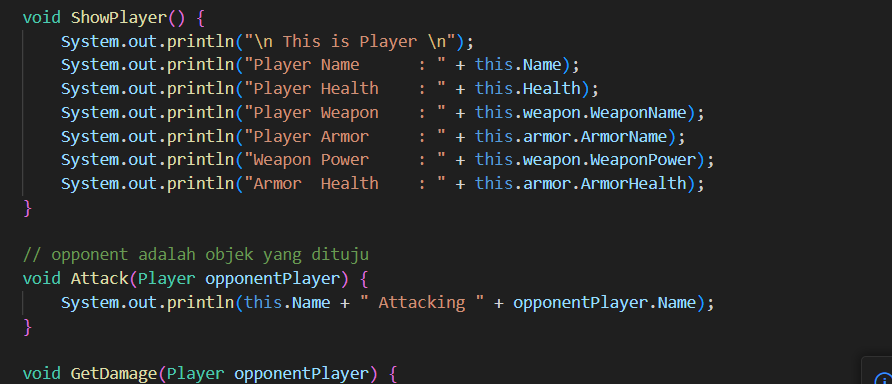 void ShowPlayer() {
    System.out.println("\n This is Player \n");
    System.out.println("Player Name      : " + this.Name);
    System.out.println("Player Health    : " + this.Health);
    System.out.println("Player Weapon    : " + this.weapon.WeaponName);
    System.out.println("Player Armor     : " + this.armor.ArmorName);
    System.out.println("Weapon Power     : " + this.weapon.WeaponPower);
    System.out.println("Armor  Health    : " + this.armor.ArmorHealth);
}

// opponent adalah objek yang dituju
void Attack(Player opponentPlayer) {
    System.out.println(this.Name + " Attacking " + opponentPlayer.Name);
}

void GetDamage(Player opponentPlayer) {